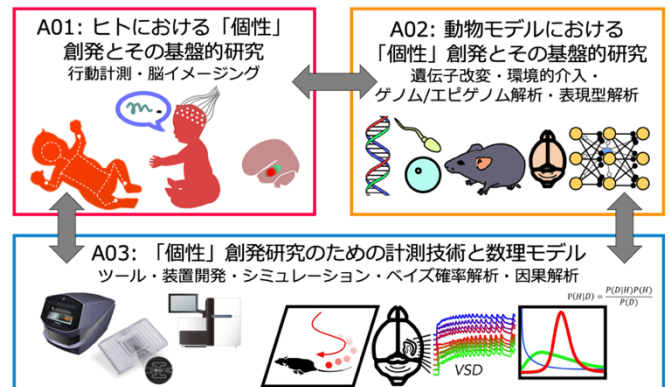 A01: ヒトにおける「個性」
創発とその基盤的研究
行動計測・脳イメージング
A02: 動物モデルにおける
「個性」創発とその基盤的研究
遺伝子改変・環境的介入・
ゲノム/エピゲノム解析・表現型解析
A03: 「個性」創発研究のための計測技術と数理モデル
ツール・装置開発・シミュレーション・ベイズ確率解析・因果解析
P(H|D) = P(D|H)P(H) / P(D)
VSD